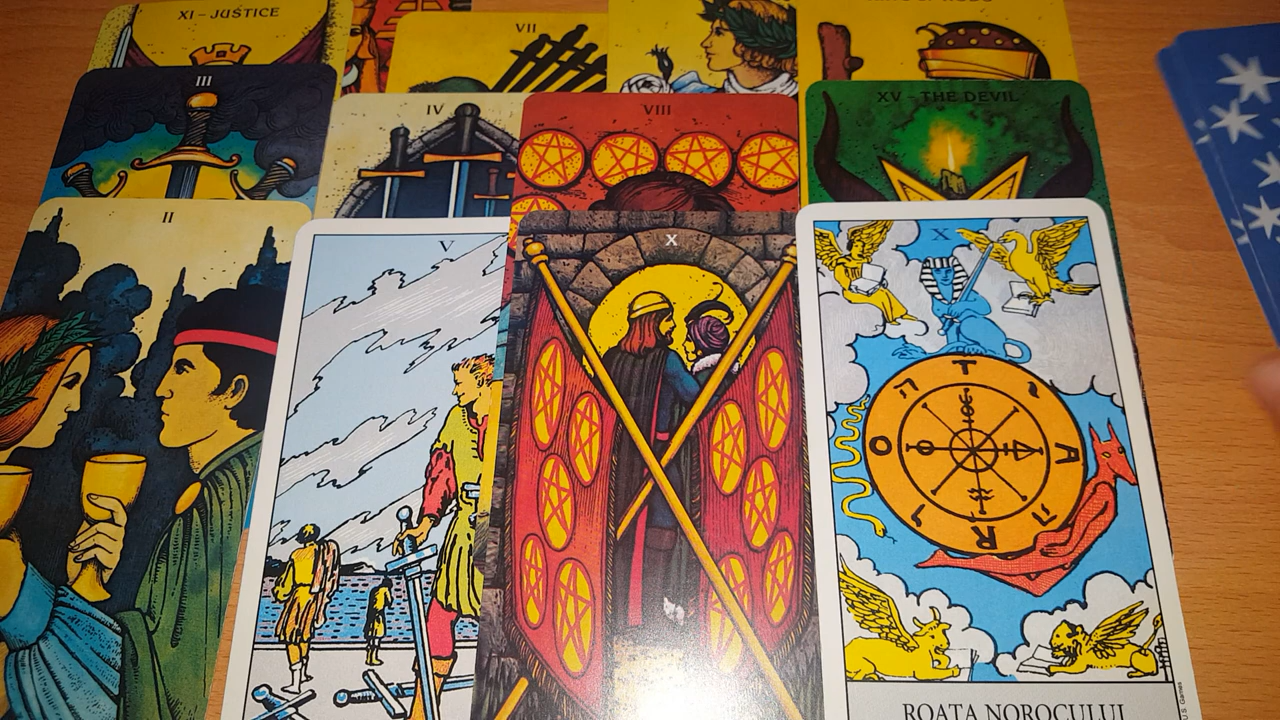 XI – JUSTICE
VII
III
IV
VIII
XV – THE DEVIL
II
V
X
X
T
A
R
O
ROATA NOROCULUI